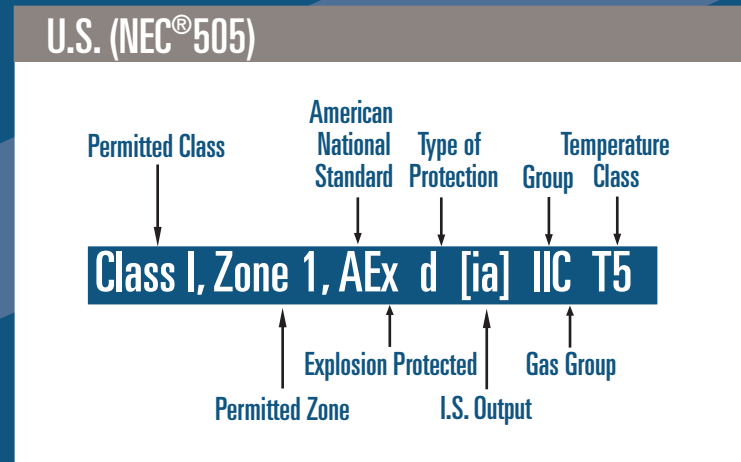 U.S. (NEC®505)
American
National
Standard
Permitted Class
Type of
Protection
Group
Temperature
Class
Class I, Zone 1, AEx d [ia] IIC T5
Explosion Protected
Gas Group
Permitted Zone
I.S. Output